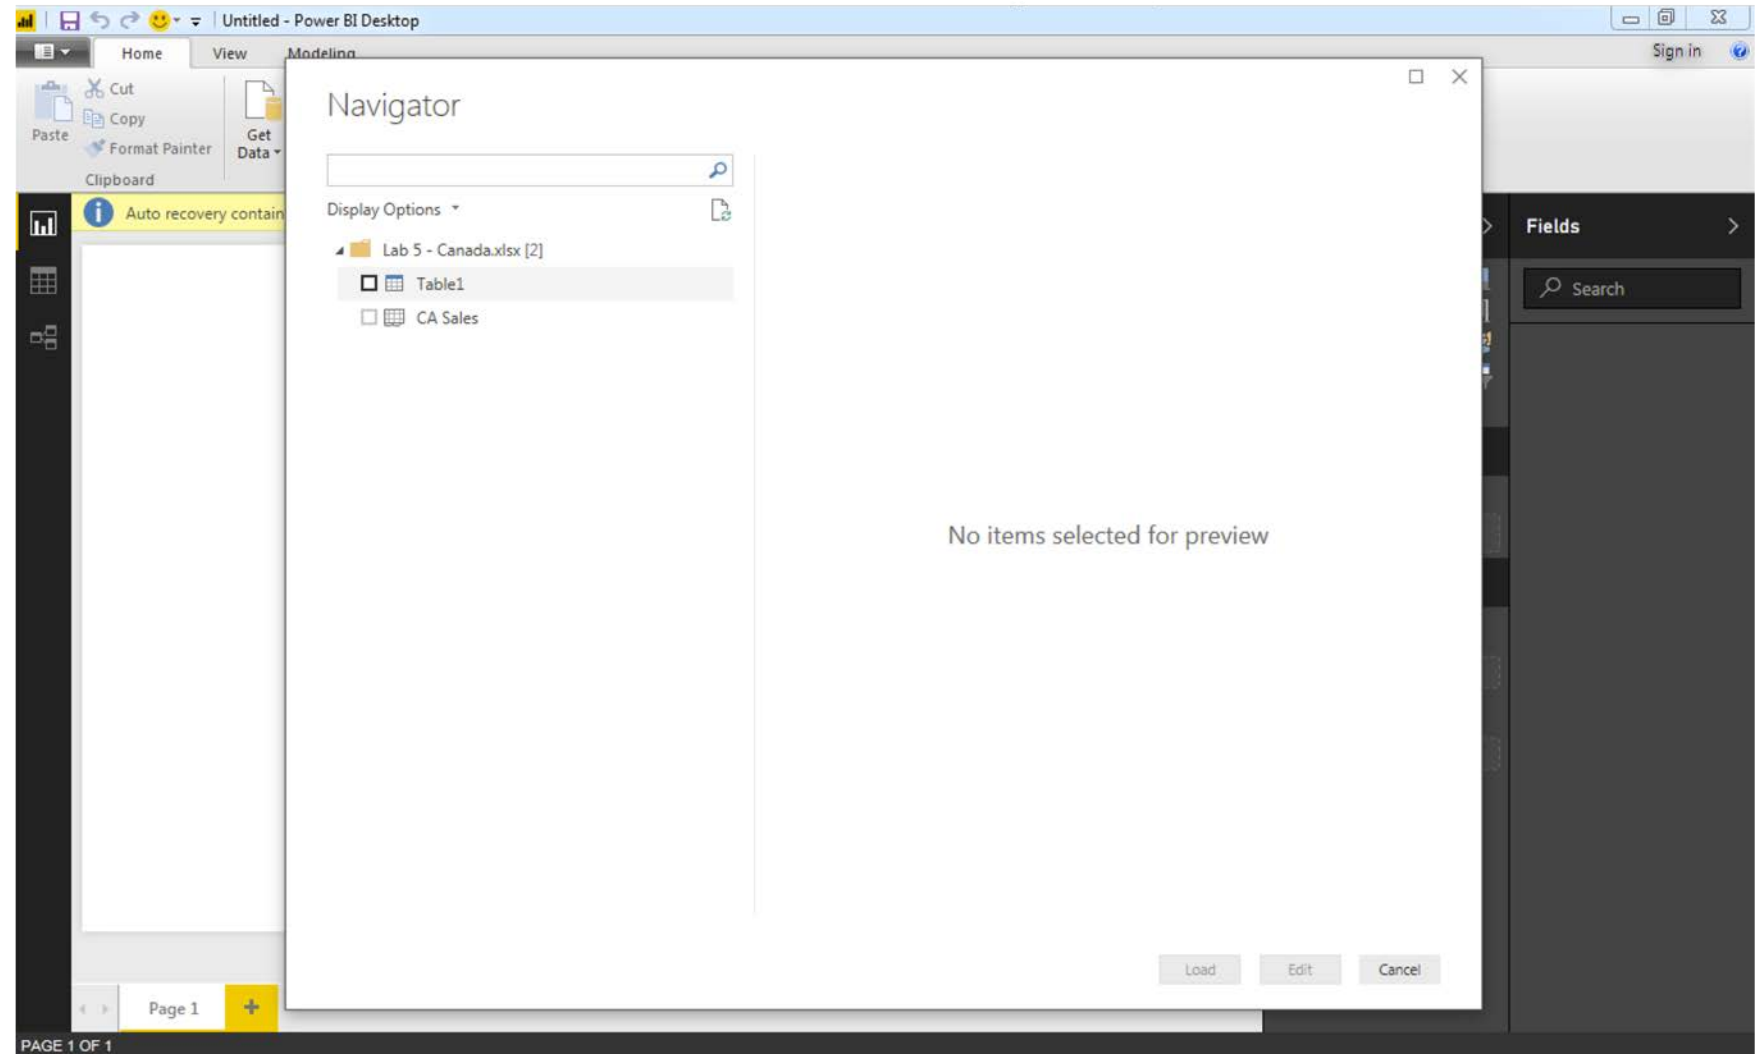 Untitled - Power BI Desktop
Home View Modeling Sign in
Cut
Copy
Paste
Format Painter
Get Data
Clipboard
Auto recovery contain
Navigator
Display Options
Lab 5 - Canada.xlsx [2]
Table1
CA Sales
No items selected for preview
Load Edit Cancel
Fields
Search
Page 1
PAGE 1 OF 1